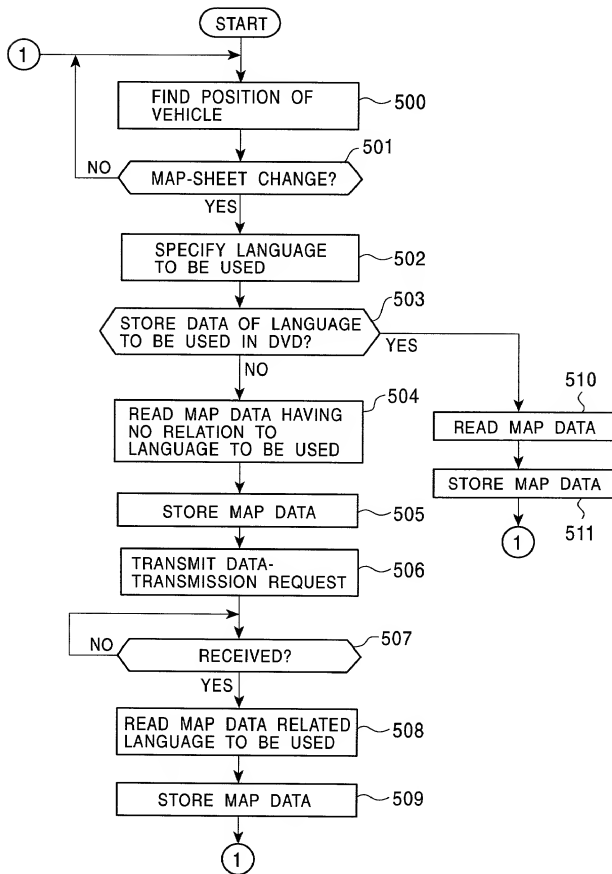 START
1
FIND POSITION OF
VEHICLE
500
501
NO
MAP-SHEET CHANGE?
YES
SPECIFY LANGUAGE
TO BE USED
502
503
STORE DATA OF LANGUAGE
TO BE USED IN DVD?
YES
NO
504
READ MAP DATA HAVING
NO RELATION TO
LANGUAGE TO BE USED
510
READ MAP DATA
STORE MAP DATA
505
STORE MAP DATA
511
1
TRANSMIT DATA-
TRANSMISSION REQUEST
506
507
NO
RECEIVED?
YES
READ MAP DATA RELATED
LANGUAGE TO BE USED
508
STORE MAP DATA
509
1